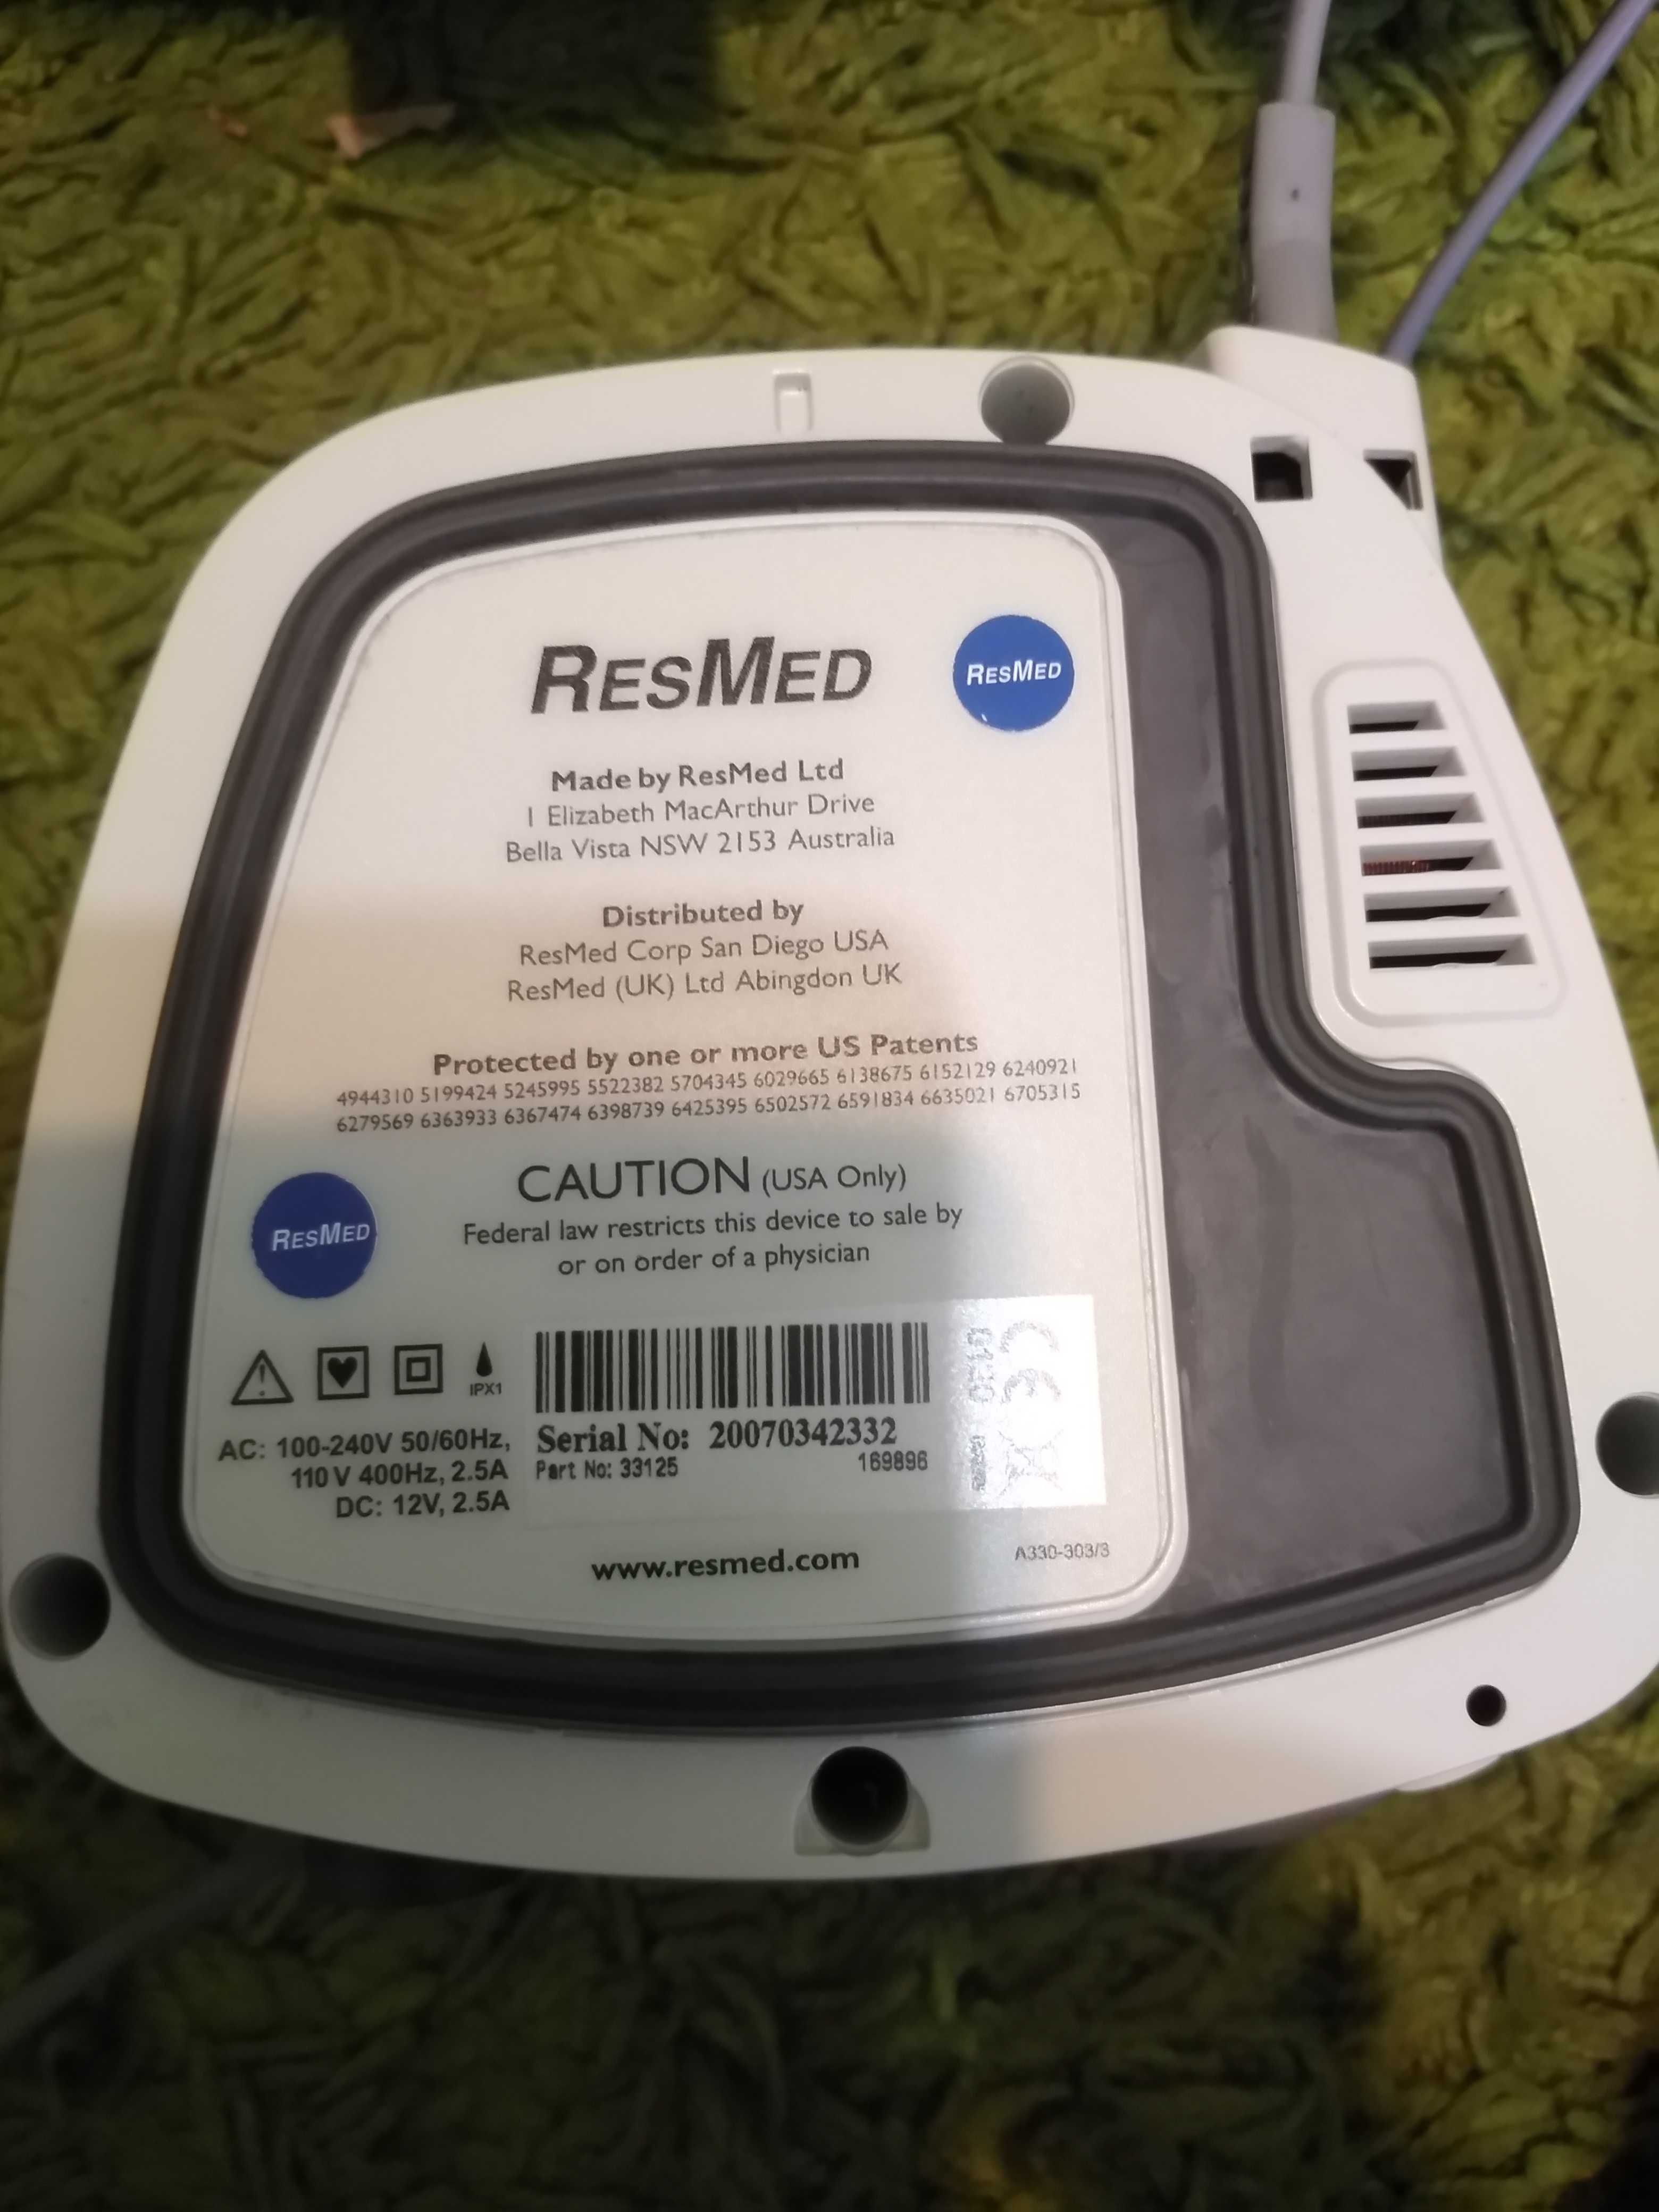 RESMED
RESMED
Made by ResMed Ltd
1 Elizabeth MacArthur Drive
Bella Vista NSW 2153 Australia
Distributed by
ResMed Corp San Diego USA
ResMed (UK) Ltd Abingdon UK
Protected by one or more US Patents
4944310 5199424 5245995 5522382 5704345 6029665 6138675 6152129 6240921
6279569 6363933 6367474 6398739 6425395 6502572 6591834 6635021 6705315
CAUTION (USA Only)
Federal law restricts this device to sale by
or on order of a physician
RESMED
IPX1
AC: 100-240V 50/60Hz,
110V 400Hz, 2.5A
DC: 12V, 2.5A
Serial No: 20070342332
Part No: 33125 169896
CE
www.resmed.com
A330-303/3